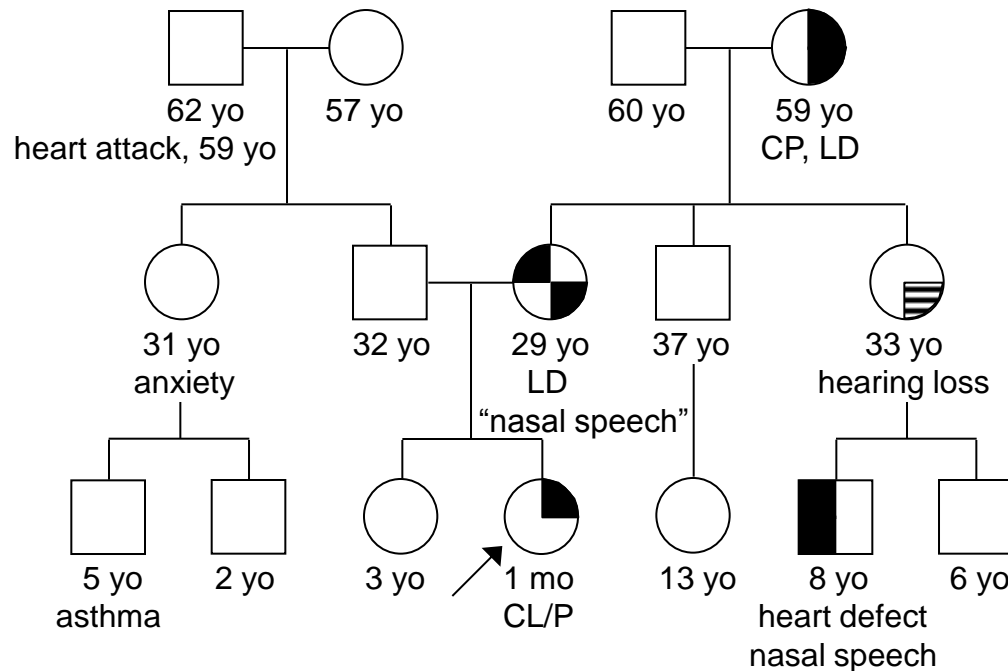 62 yo
heart attack, 59 yo
57 yo
60 yo
59 yo
CP, LD
31 yo
anxiety
32 yo
29 yo
LD
“nasal speech”
37 yo
33 yo
hearing loss
5 yo
asthma
2 yo
3 yo
1 mo
CL/P
13 yo
8 yo
heart defect
nasal speech
6 yo